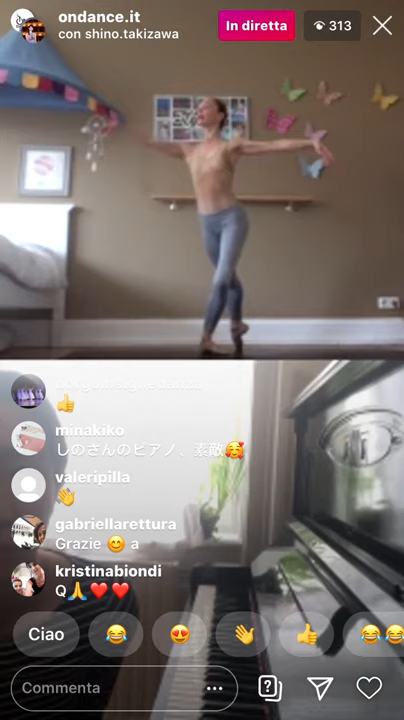 ondance.it
con shino.takizawa
In diretta
313
👍
minakiko
しのさんのピアノ、素敵🥰
valeripilla
👋
gabriellarettura
Grazie 😊 a
kristinabiondi
Q🙏❤️❤️
Ciao
😂
😍
👋
👍
😂😂
Commenta